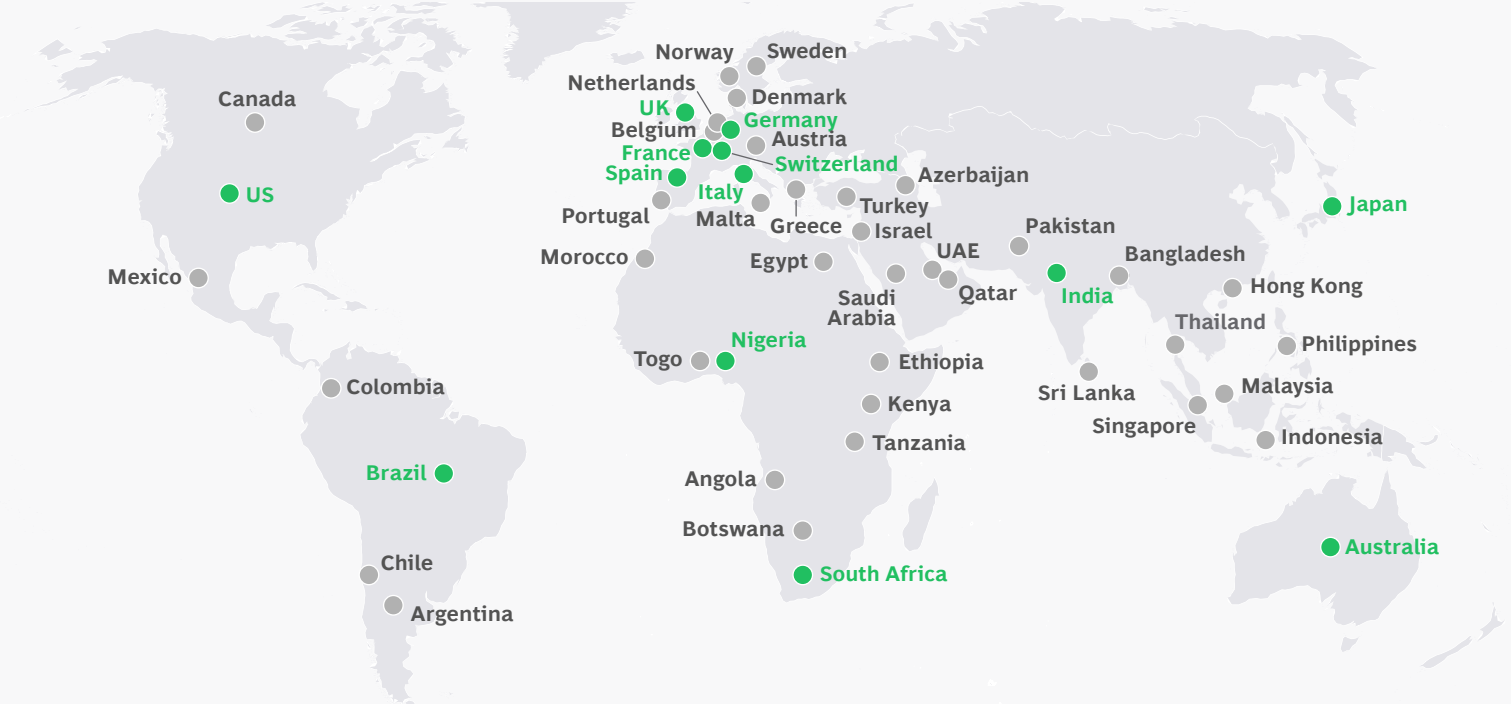 Norway
Sweden
Netherlands
Canada
UK
Denmark
Germany
Belgium
Austria
France
Switzerland
Spain
Azerbaijan
US
Italy
Japan
Turkey
Portugal
Malta
Greece
Israel
Pakistan
UAE
Bangladesh
Morocco
Egypt
Mexico
Hong Kong
Qatar
India
Saudi
Arabia
Thailand
Nigeria
Philippines
Togo
Ethiopia
Colombia
Malaysia
Sri Lanka
Kenya
Singapore
Indonesia
Tanzania
Brazil
Angola
Botswana
Australia
Chile
South Africa
Argentina